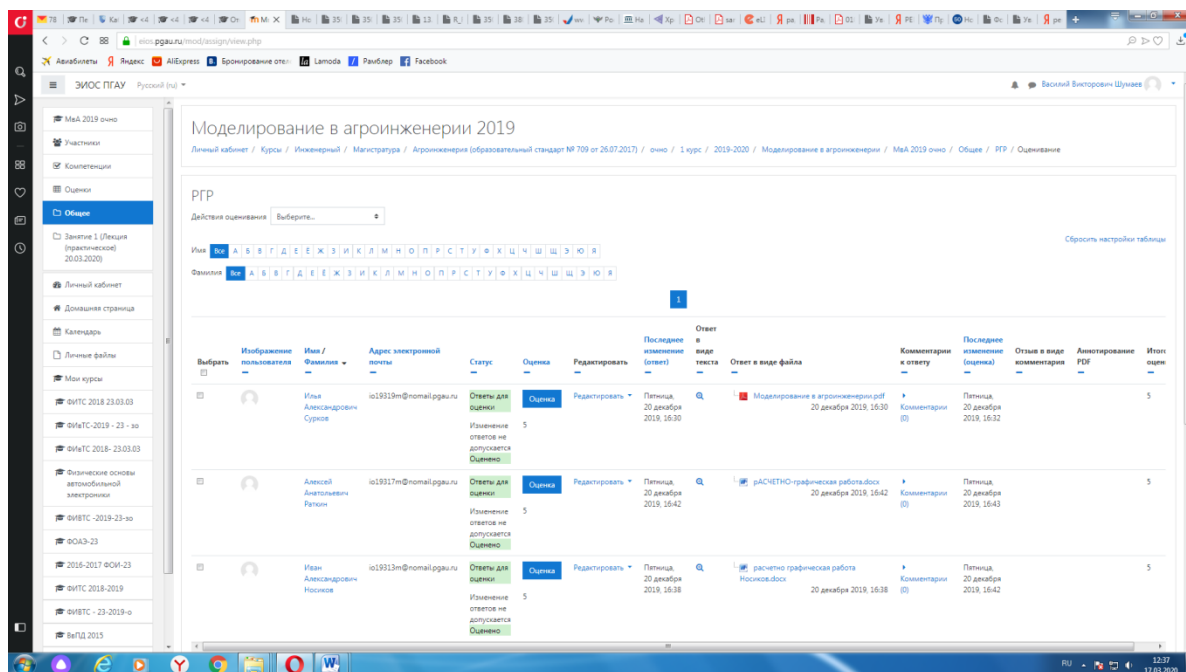 eios.pgau.ru/mod/assign/view.php
Авиабилеты Яндекс AliExpress Бронирование отел Lamoda Рамблер Facebook
ЭИОС ПГАУ Русский (ru)
Василий Викторович Шумаев
МвА 2019 очно
Участники
Компетенции
Оценки
Общее
Занятие 1 (Лекция
(практическое)
20.03.2020)
Личный кабинет
Домашняя страница
Календарь
Личные файлы
Мои курсы
ФИТС 2018 23.03.03
ФИвТС-2019 - 23 - зо
ФИвТС 2018- 23.03.03
Физические основы
автомобильной
электроники
ФИВТС -2019-23-зо
ФОАЭ-23
2016-2017 ФОИ-23
ФИТС 2018-2019
ФИВТС - 23-2019-о
ВвПД 2015
Моделирование в агроинженерии 2019
Личный кабинет / Курсы / Инженерный / Магистратура / Агроинженерия (образовательный стандарт № 709 от 26.07.2017) / очно / 1 курс / 2019-2020 / Моделирование в агроинженерии / МвА 2019 очно / Общее / РГР / Оценивание
РГР
Действия оценивания Выберите...
Сбросить настройки таблицы
Имя Все А Б В Г Д Е Ё Ж З И К Л М Н О П Р С Т У Ф Х Ц Ч Ш Щ Э Ю Я
Фамилия Все А Б В Г Д Е Ё Ж З И К Л М Н О П Р С Т У Ф Х Ц Ч Ш Щ Э Ю Я
1
Выбрать
Изображение
пользователя
Имя /
Фамилия
Адрес электронной
почты
Статус
Оценка
Редактировать
Последнее
изменение
(ответ)
Ответ
в
виде
текста
Ответ в виде файла
Комментарии
к ответу
Последнее
изменение
(оценка)
Отзыв в виде
комментария
Аннотирование
PDF
Илья
Александрович
Сурков
io19319m@nomail.pgau.ru
Ответы для
оценки
Изменение
ответов не
допускается
Оценено
Оценка
5
Редактировать
Пятница,
20 декабря
2019, 16:30
Моделирование в агроинженерии.pdf
20 декабря 2019, 16:30
Комментарии
(0)
Пятница,
20 декабря
2019, 16:32
5
Алексей
Анатольевич
Раткин
io19317m@nomail.pgau.ru
Ответы для
оценки
Изменение
ответов не
допускается
Оценено
Оценка
5
Редактировать
Пятница,
20 декабря
2019, 16:42
рАСЧЕТНО-графическая работа.docx
20 декабря 2019, 16:42
Комментарии
(0)
Пятница,
20 декабря
2019, 16:43
5
Иван
Александрович
Носиков
io19313m@nomail.pgau.ru
Ответы для
оценки
Изменение
ответов не
допускается
Оценено
Оценка
5
Редактировать
Пятница,
20 декабря
2019, 16:38
расчетно графическая работа
Носиков.docx
20 декабря 2019, 16:38
Комментарии
(0)
Пятница,
20 декабря
2019, 16:42
5
RU
12:37
17.03.2020